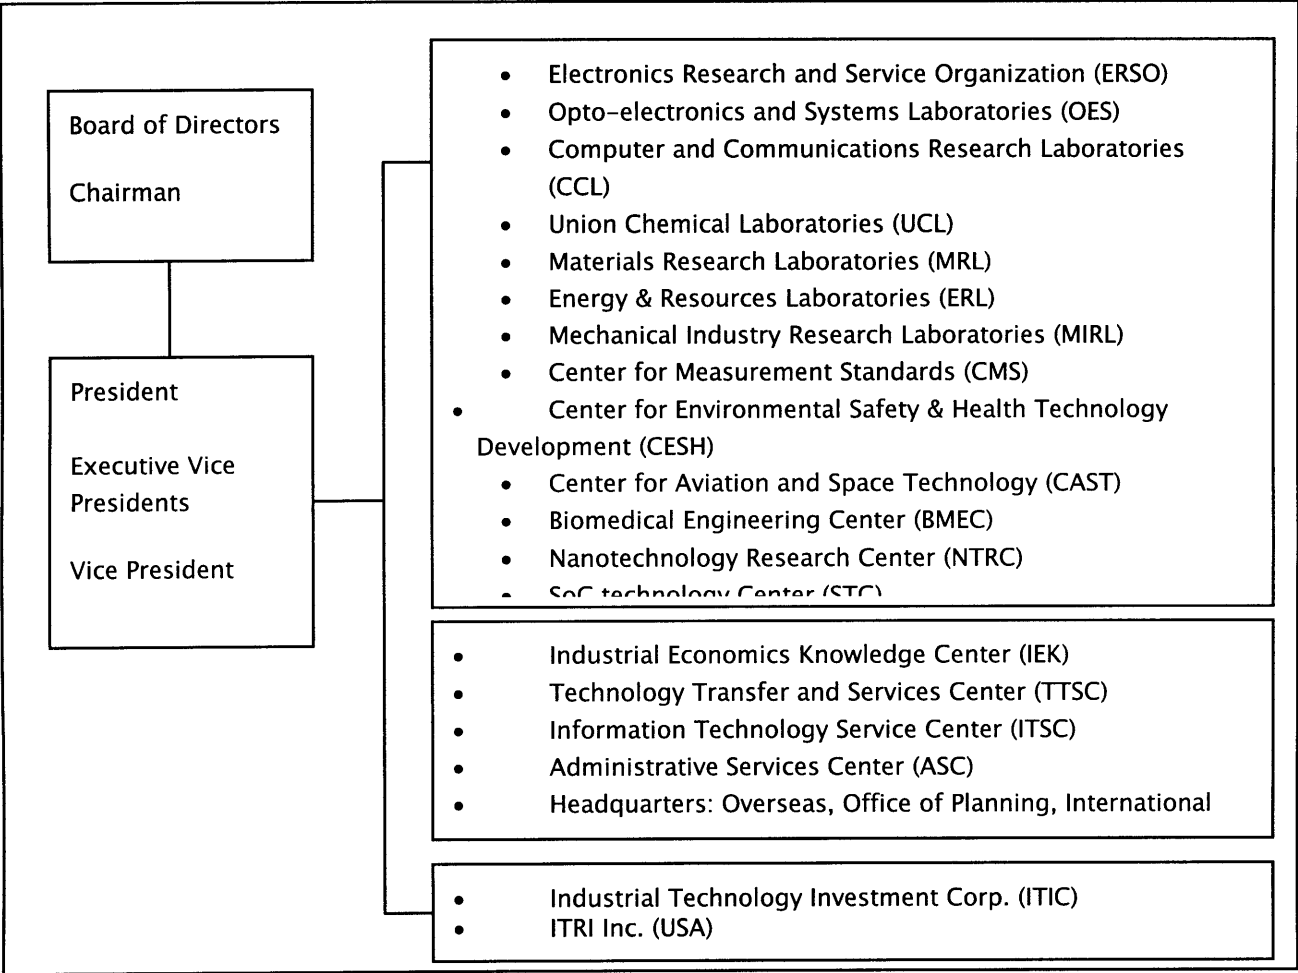 Board of Directors
Chairman
President
Executive Vice
Presidents
Vice President
• Electronics Research and Service Organization (ERSO)
• Opto-electronics and Systems Laboratories (OES)
• Computer and Communications Research Laboratories
(CCL)
• Union Chemical Laboratories (UCL)
• Materials Research Laboratories (MRL)
• Energy & Resources Laboratories (ERL)
• Mechanical Industry Research Laboratories (MIRL)
• Center for Measurement Standards (CMS)
• Center for Environmental Safety & Health Technology
Development (CESH)
• Center for Aviation and Space Technology (CAST)
• Biomedical Engineering Center (BMEC)
• Nanotechnology Research Center (NTRC)
• SoC technology Center (STC)
• Industrial Economics Knowledge Center (IEK)
• Technology Transfer and Services Center (TTSC)
• Information Technology Service Center (ITSC)
• Administrative Services Center (ASC)
• Headquarters: Overseas, Office of Planning, International
• Industrial Technology Investment Corp. (ITIC)
• ITRI Inc. (USA)